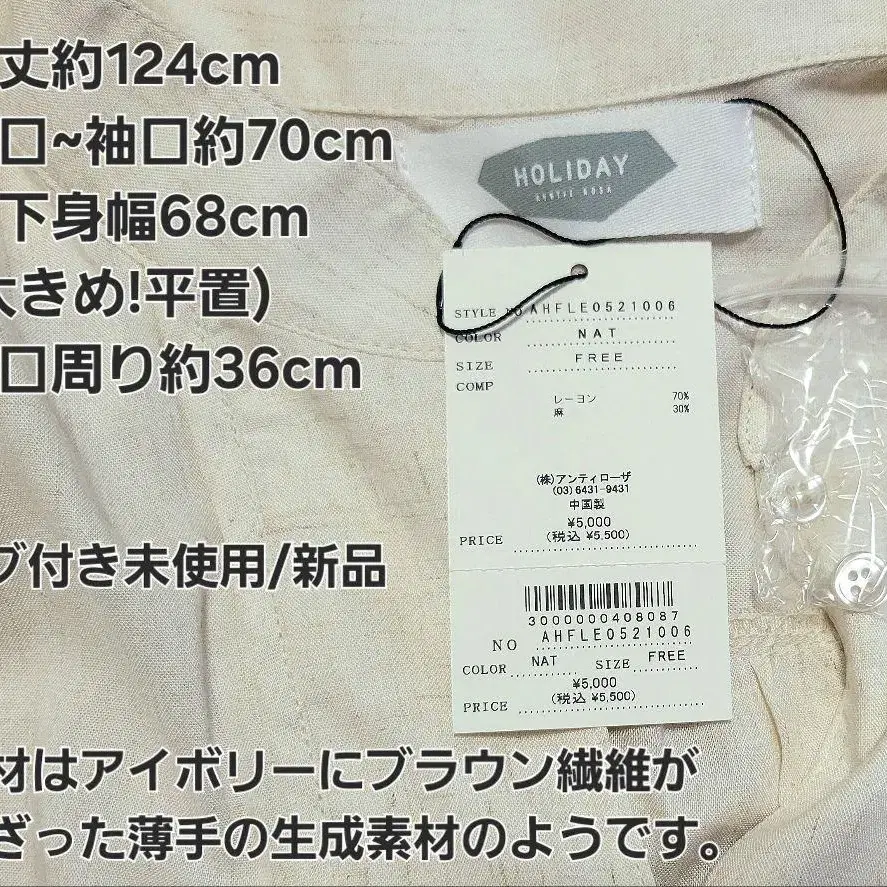 丈約124cm
口~袖口約70cm
下身幅68cm
大きめ!平置)
口周り約36cm
グ付き未使用/新品
材はアイボリーにブラウン繊維が
ざった薄手の生成素材のようです。
HOLIDAY
STYLE NO AHFLE0521006
COLOR NAT
SIZE FREE
COMP
レーヨン 70%
麻 30%
(株)アンティローザ
(03)6431-9431
中国製
¥5,000
PRICE (税込 ¥5,500)
3000000408087
NO AHFLE0521006
COLOR NAT SIZE FREE
¥5,000
PRICE (税込 ¥5,500)